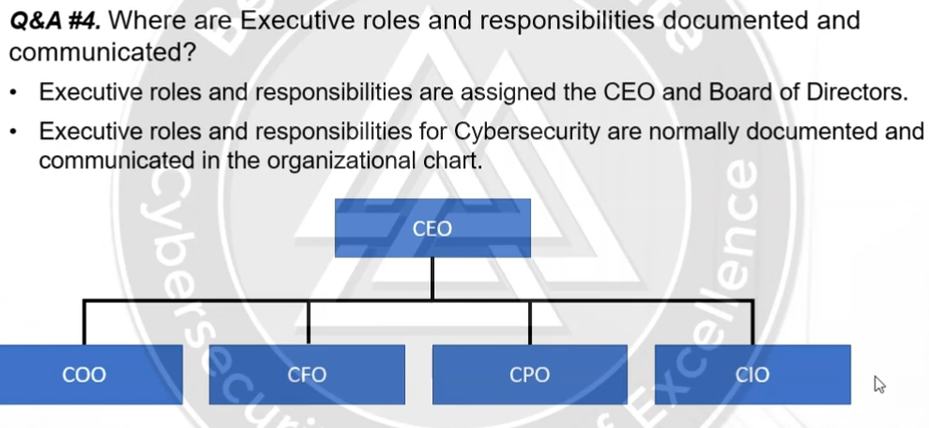 Q&A #4. Where are Executive roles and responsibilities documented and
communicated?
• Executive roles and responsibilities are assigned the CEO and Board of Directors.
• Executive roles and responsibilities for Cybersecurity are normally documented and
communicated in the organizational chart.
CEO
COO
CFO
CPO
CIO
Excellence